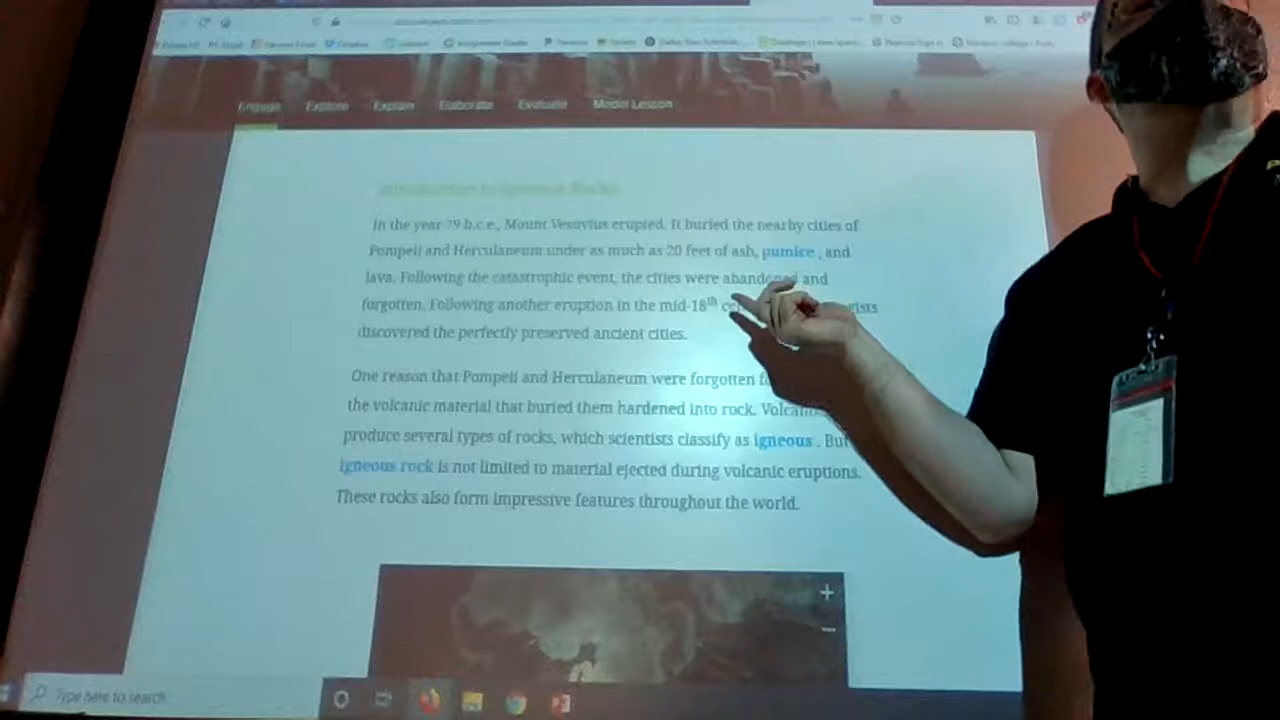 Engage Explore Explain Elaborate Evaluate Model Lesson
Introduction to Igneous Rocks
In the year 79 b.c.e., Mount Vesuvius erupted. It buried the nearby cities of
Pompeii and Herculaneum under as much as 20 feet of ash, pumice , and
lava. Following the catastrophic event, the cities were abandoned and
forgotten. Following another eruption in the mid-18th
discovered the perfectly preserved ancient cities.
One reason that Pompeii and Herculaneum were forgotten
the volcanic material that buried them hardened into rock.
produce several types of rocks, which scientists classify as igneous . But
igneous rock is not limited to material ejected during volcanic eruptions.
These rocks also form impressive features throughout the world.
+
−
Type here to search